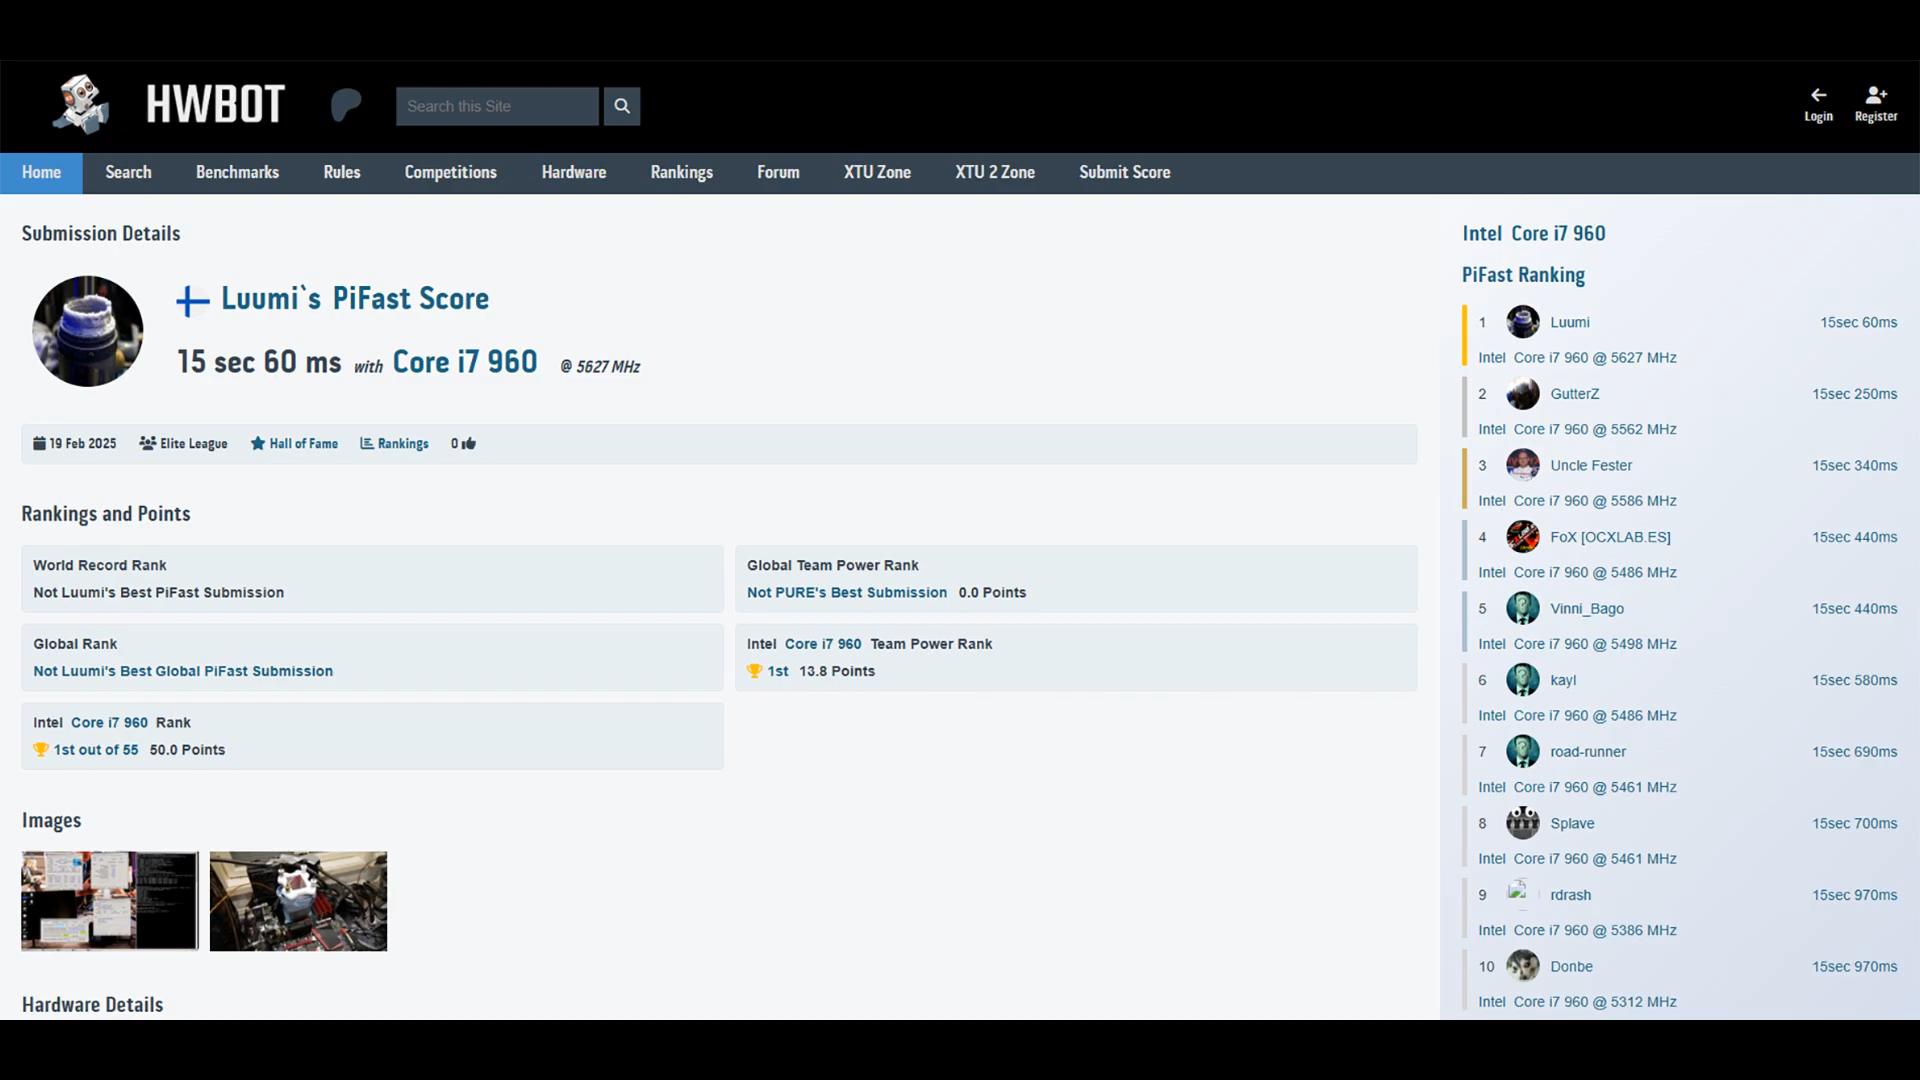 HWBOT
Search this Site
Login
Register
Home
Search
Benchmarks
Rules
Competitions
Hardware
Rankings
Forum
XTU Zone
XTU 2 Zone
Submit Score
Submission Details
Luumi`s PiFast Score
15 sec 60 ms with Core i7 960 @ 5627 MHz
19 Feb 2025 Elite League Hall of Fame Rankings 0
Rankings and Points
World Record Rank
Not Luumi's Best PiFast Submission
Global Team Power Rank
Not PURE's Best Submission 0.0 Points
Global Rank
Not Luumi's Best Global PiFast Submission
Intel Core i7 960 Team Power Rank
1st 13.8 Points
Intel Core i7 960 Rank
1st out of 55 50.0 Points
Images
Hardware Details
Intel Core i7 960
PiFast Ranking
1 Luumi 15sec 60ms
Intel Core i7 960 @ 5627 MHz
2 GutterZ 15sec 250ms
Intel Core i7 960 @ 5562 MHz
3 Uncle Fester 15sec 340ms
Intel Core i7 960 @ 5586 MHz
4 FoX [OCXLAB.ES] 15sec 440ms
Intel Core i7 960 @ 5486 MHz
5 Vinni_Bago 15sec 440ms
Intel Core i7 960 @ 5498 MHz
6 kayl 15sec 580ms
Intel Core i7 960 @ 5486 MHz
7 road-runner 15sec 690ms
Intel Core i7 960 @ 5461 MHz
8 Splave 15sec 700ms
Intel Core i7 960 @ 5461 MHz
9 rdrash 15sec 970ms
Intel Core i7 960 @ 5386 MHz
10 Donbe 15sec 970ms
Intel Core i7 960 @ 5312 MHz